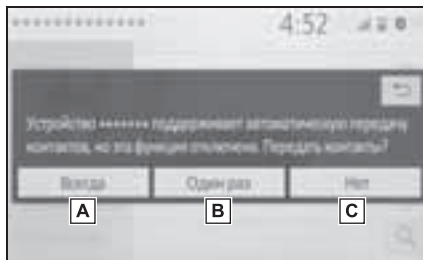 ************* 4:52
Устройство ******* поддерживает автоматическую передачу
контактов, но эта функция отключена. Передать контакты?
Всегда Один раз Нет
A B C